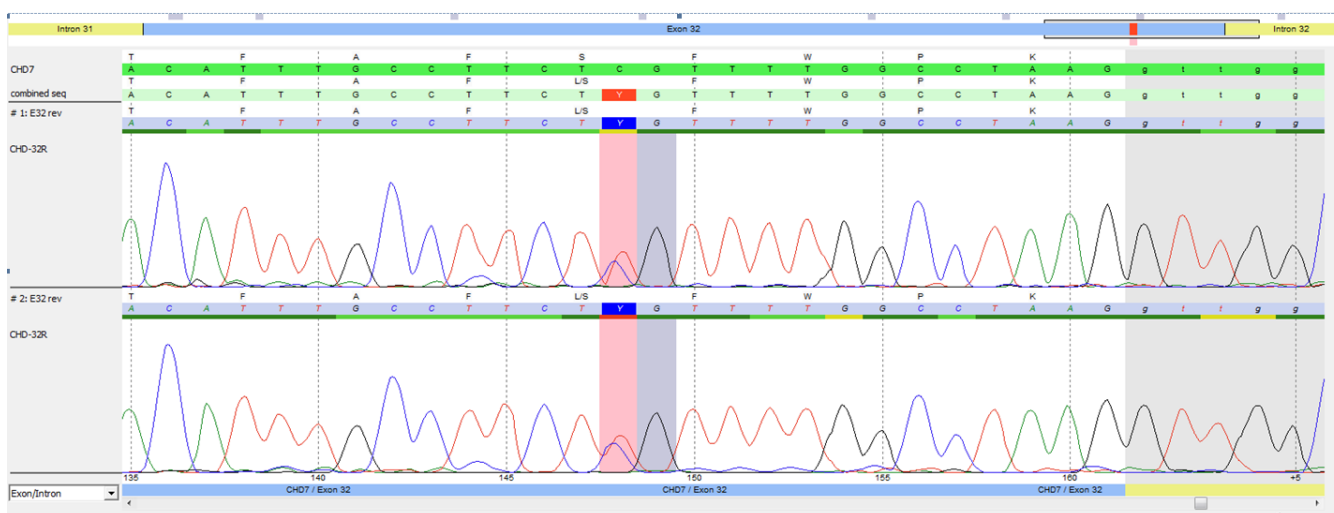 Intron 31 Exon 32 Intron 32
T F A F S F W P K
CHD7 A C A T T T G C C T T C T C G T T T T G G C C T A A G g t t g g
T F A F L/S F W P K
combined seq A C A T T T G C C T T C T Y G T T T T G G C C T A A G g t t g g
# 1: E32 rev T F A F L/S F W P K
A C A T T T G C C T T C T Y G T T T T G G C C T A A G g t t g g
CHD-32R
# 2: E32 rev T F A F L/S F W P K
A C A T T T G C C T T C T Y G T T T T G G C C T A A G g t t g g
CHD-32R
135 140 145 150 155 160 +5
Exon/Intron CHD7 / Exon 32 CHD7 / Exon 32 CHD7 / Exon 32